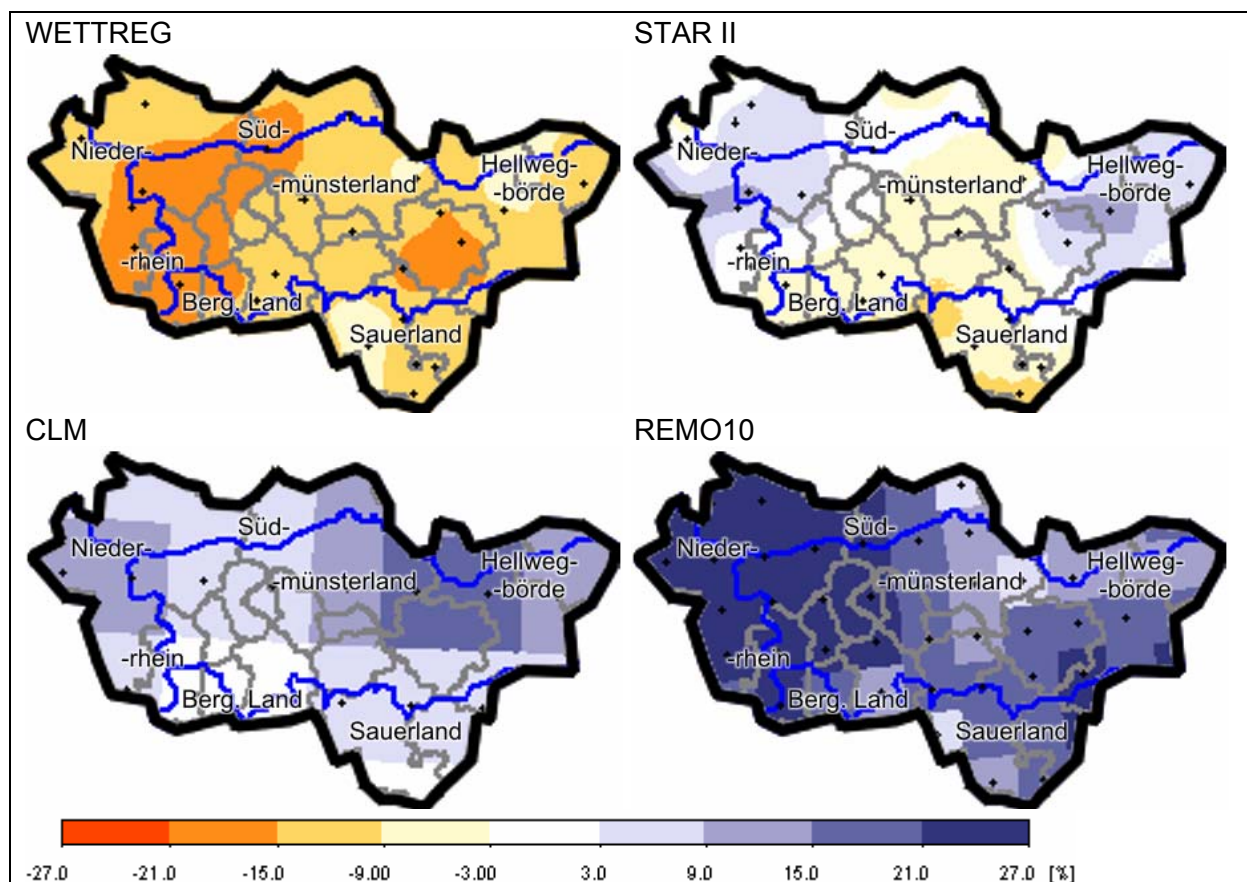 WETTREG
STAR II
Süd-
Nieder-
Hellweg-
-börde
-münsterland
-rhein
Berg. Land
Sauerland
Süd-
Nieder-
Hellweg-
-börde
-münsterland
-rhein
Berg. Land
Sauerland
CLM
REMO10
Süd-
Nieder-
Hellweg-
-börde
-münsterland
-rhein
Berg. Land
Sauerland
Süd-
Nieder-
Hellweg-
-börde
-münsterland
-rhein
Berg. Land
Sauerland
-27.0 -21.0 -15.0 -9.00 -3.00 3.0 9.0 15.0 21.0 27.0 [%]